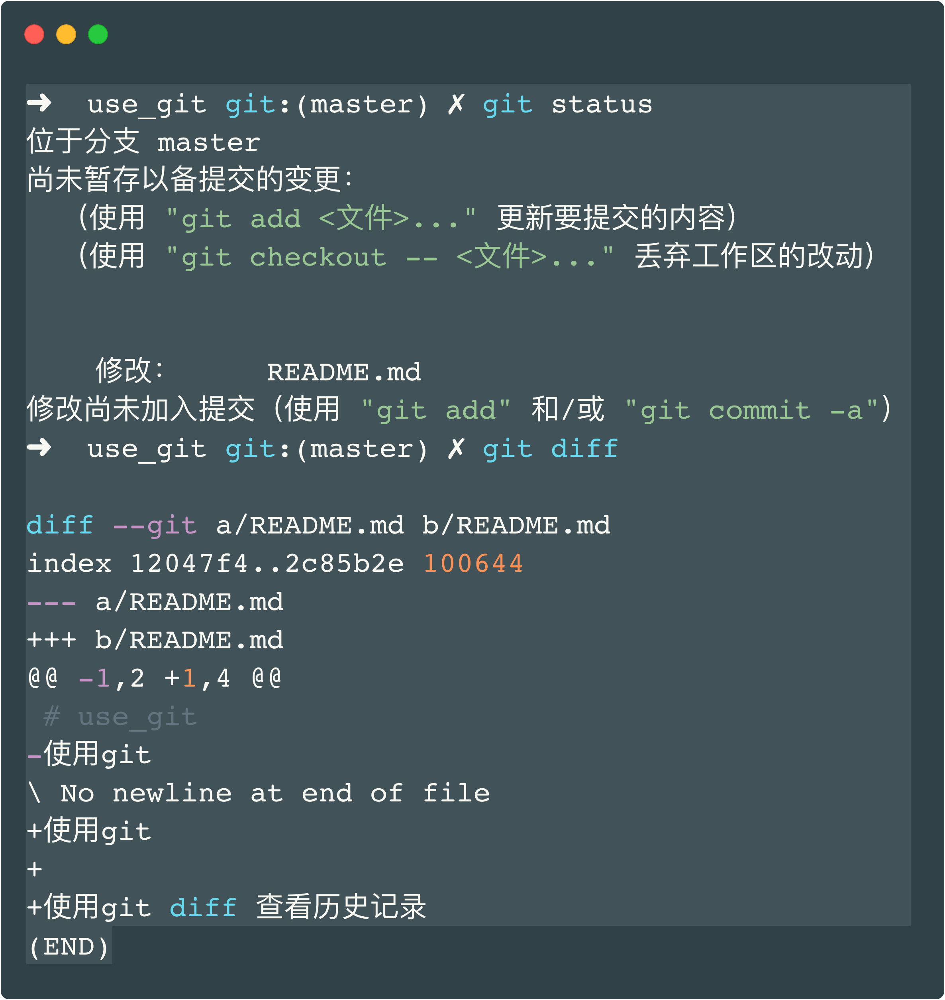 ➜  use_git git:(master) ✗ git status
位于分支 master
尚未暂存以备提交的变更：
  （使用 "git add <文件>..." 更新要提交的内容）
  （使用 "git checkout -- <文件>..." 丢弃工作区的改动）
    修改：      README.md
修改尚未加入提交（使用 "git add" 和/或 "git commit -a"）
➜  use_git git:(master) ✗ git diff
diff --git a/README.md b/README.md
index 12047f4..2c85b2e 100644
--- a/README.md
+++ b/README.md
@@ -1,2 +1,4 @@
 # use_git
-使用git
\ No newline at end of file
+使用git
+
+使用git diff 查看历史记录
(END)